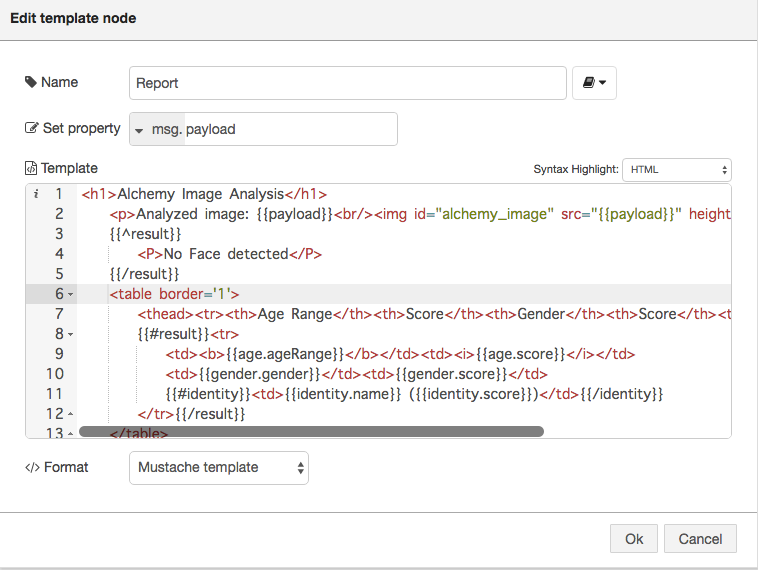 Edit template node
Name Report
Set property msg. payload
Template Syntax Highlight: HTML
i 1 <h1>Alchemy Image Analysis</h1>
2 <p>Analyzed image: {{payload}}<br/><img id="alchemy_image" src="{{payload}}" height
3 {{^result}}
4 <P>No Face detected</P>
5 {{/result}}
6 <table border='1'>
7 <thead><tr><th>Age Range</th><th>Score</th><th>Gender</th><th>Score</th><t
8 {{#result}}<tr>
9 <td><b>{{age.ageRange}}</b></td><td><i>{{age.score}}</i></td>
10 <td>{{gender.gender}}</td><td>{{gender.score}}</td>
11 {{#identity}}<td>{{identity.name}} ({{identity.score}})</td>{{/identity}}
12 </tr>{{/result}}
13 </table>
</> Format Mustache template
Ok Cancel